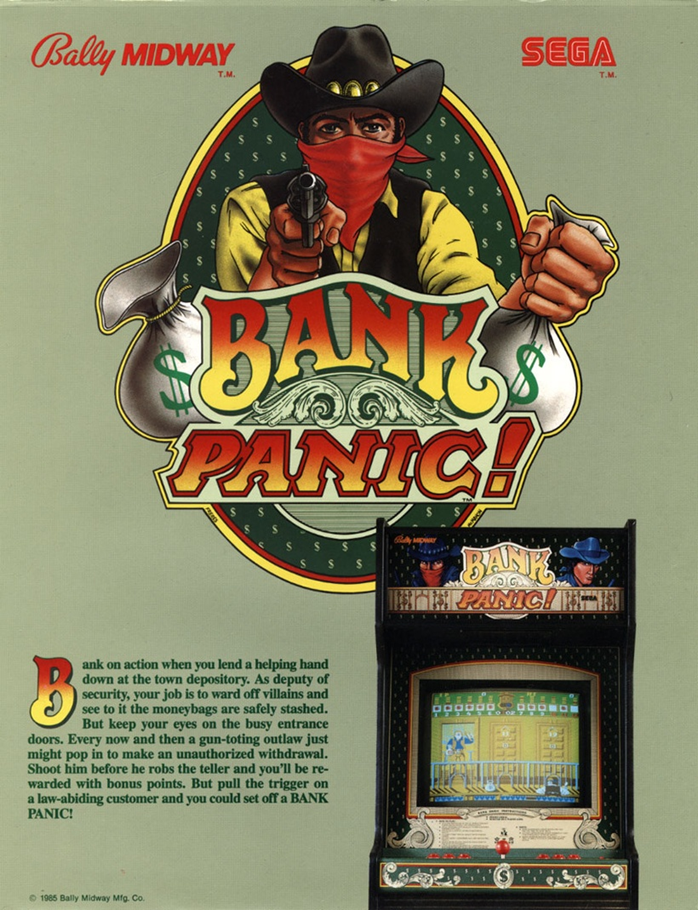 Bally MIDWAY
T.M.
SEGA
T.M.
$
$
BANK
PANIC!
TM
Bally MIDWAY
BANK
PANIC!
SEGA
Bank on action when you lend a helping hand
down at the town depository. As deputy of
security, your job is to ward off villains and
see to it the moneybags are safely stashed.
But keep your eyes on the busy entrance
doors. Every now and then a gun-toting outlaw just
might pop in to make an unauthorized withdrawal.
Shoot him before he robs the teller and you'll be re-
warded with bonus points. But pull the trigger on
a law-abiding customer and you could set off a BANK
PANIC!
$
© 1985 Bally Midway Mfg. Co.